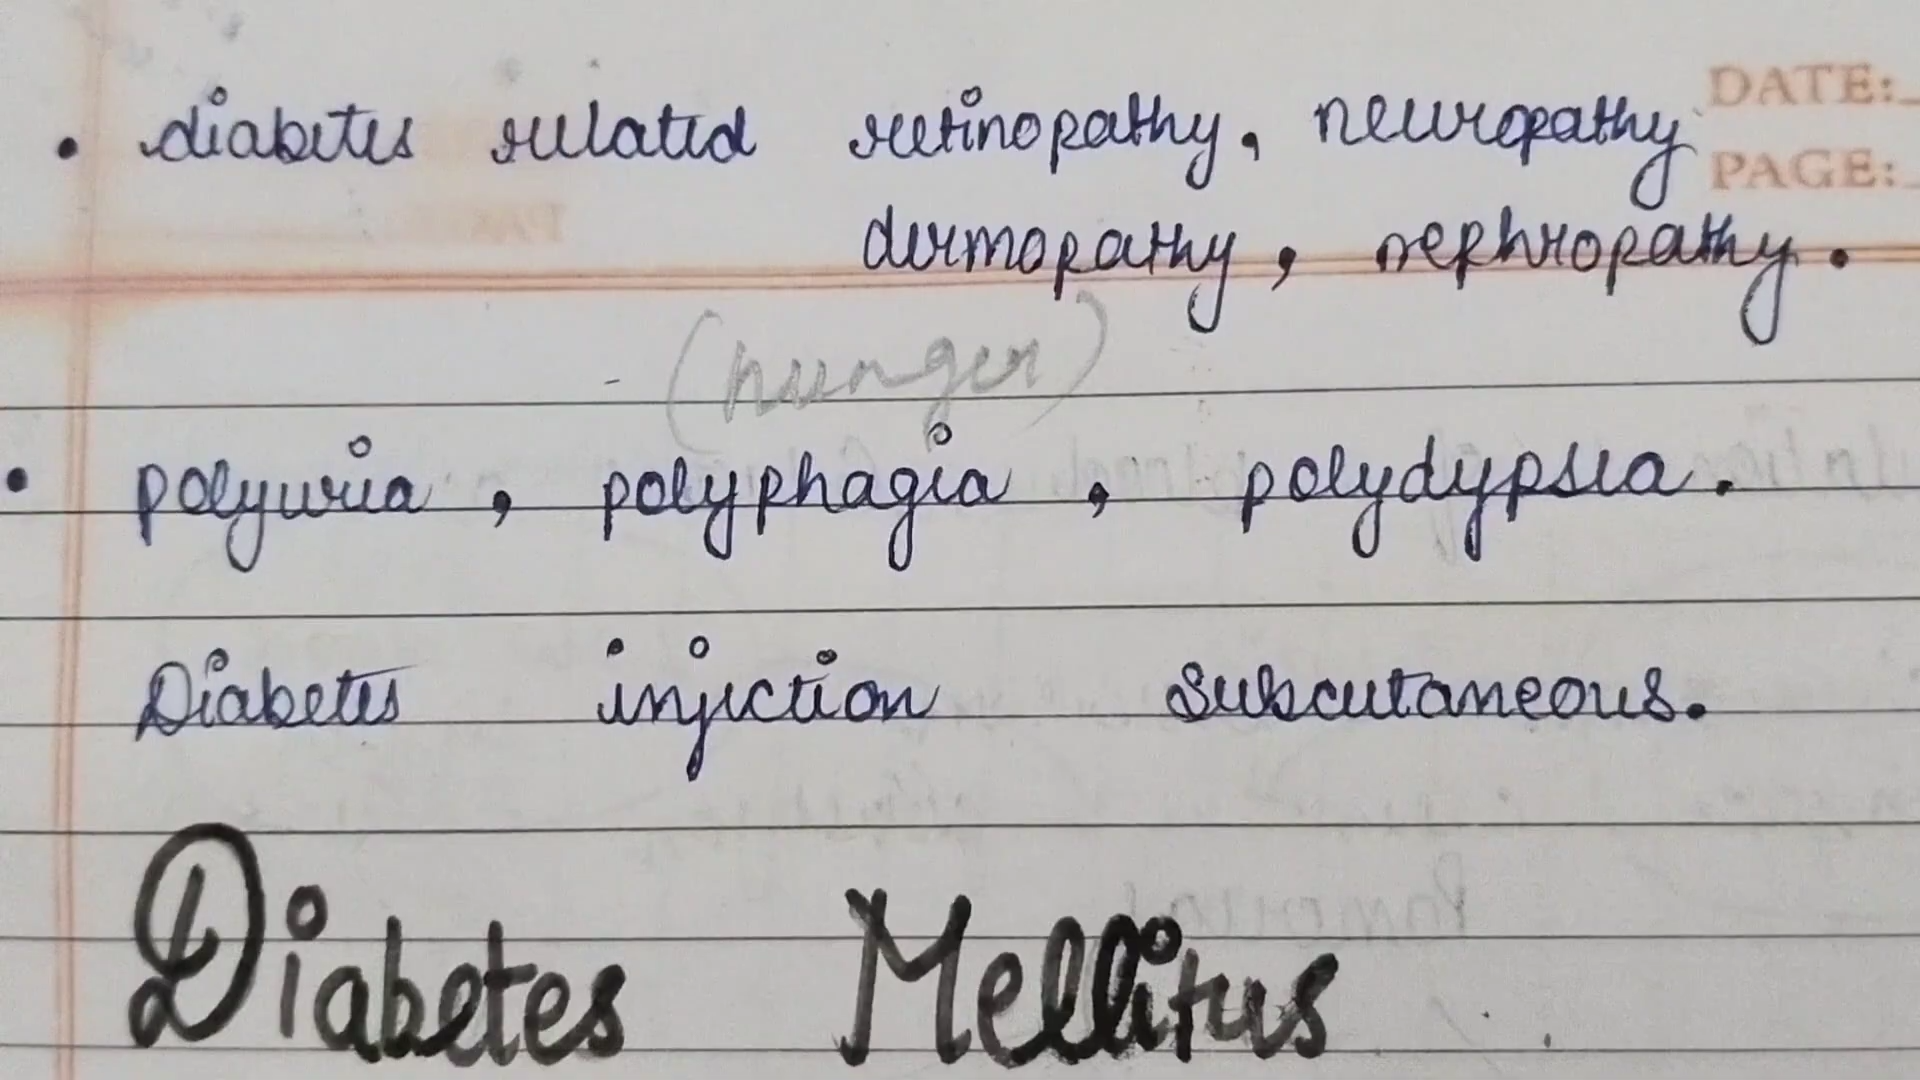 • diabetes related retinopathy, neuropathy
DATE:
PAGE:
dermopathy, nephropathy.
(hunger)
• polyuria, polyphagia, polydypsia.
Diabetes injection subcutaneous.
Diabetes Mellitus